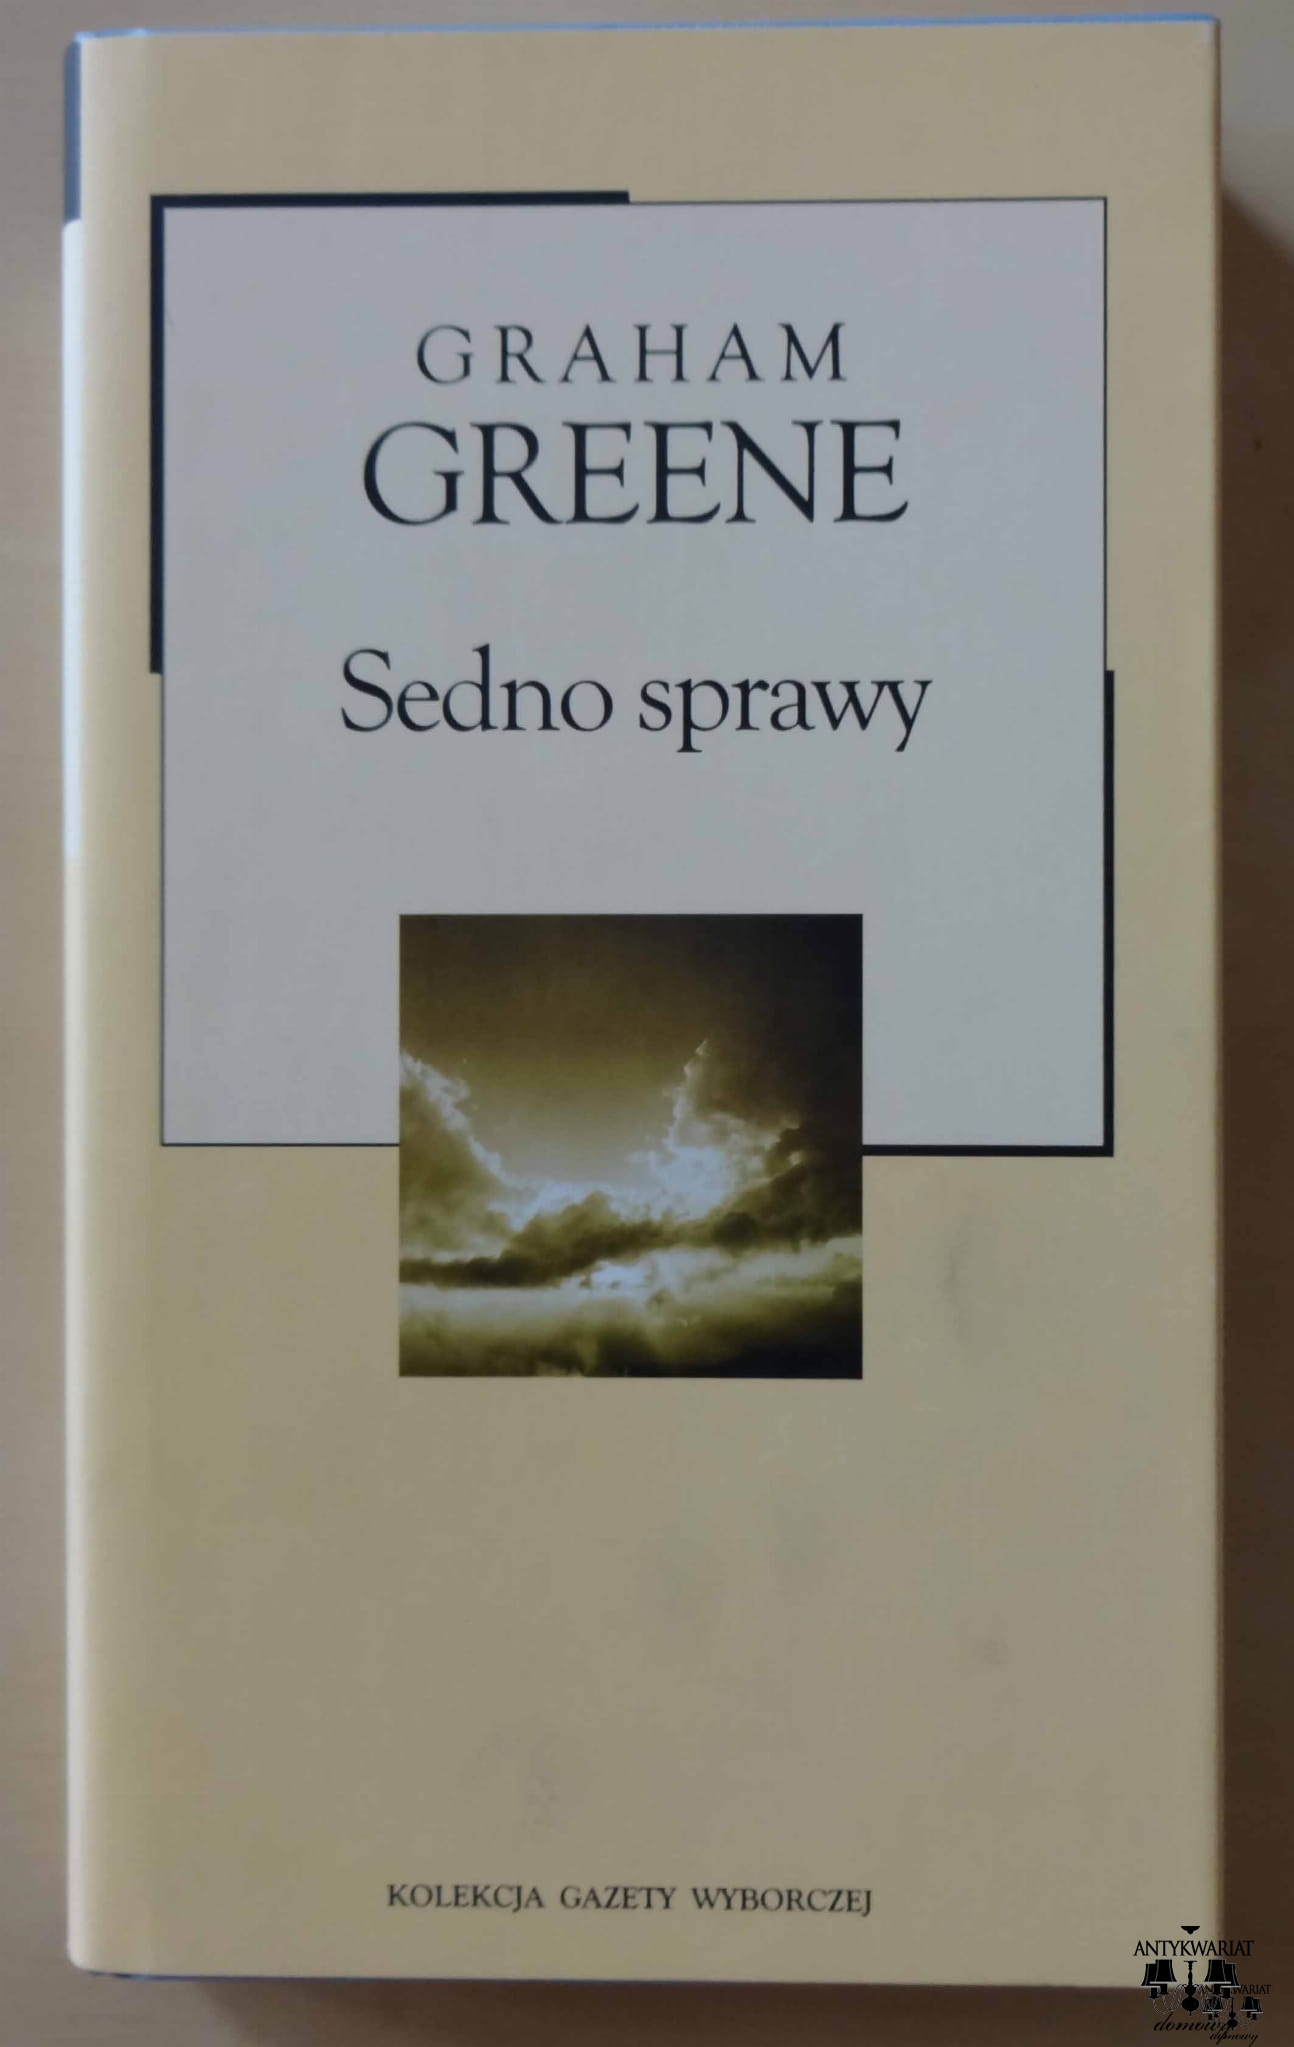 GRAHAM
GREENE
Sedno sprawy
KOLEKCJA GAZETY WYBORCZEJ
ANTYKWARIAT
domowy